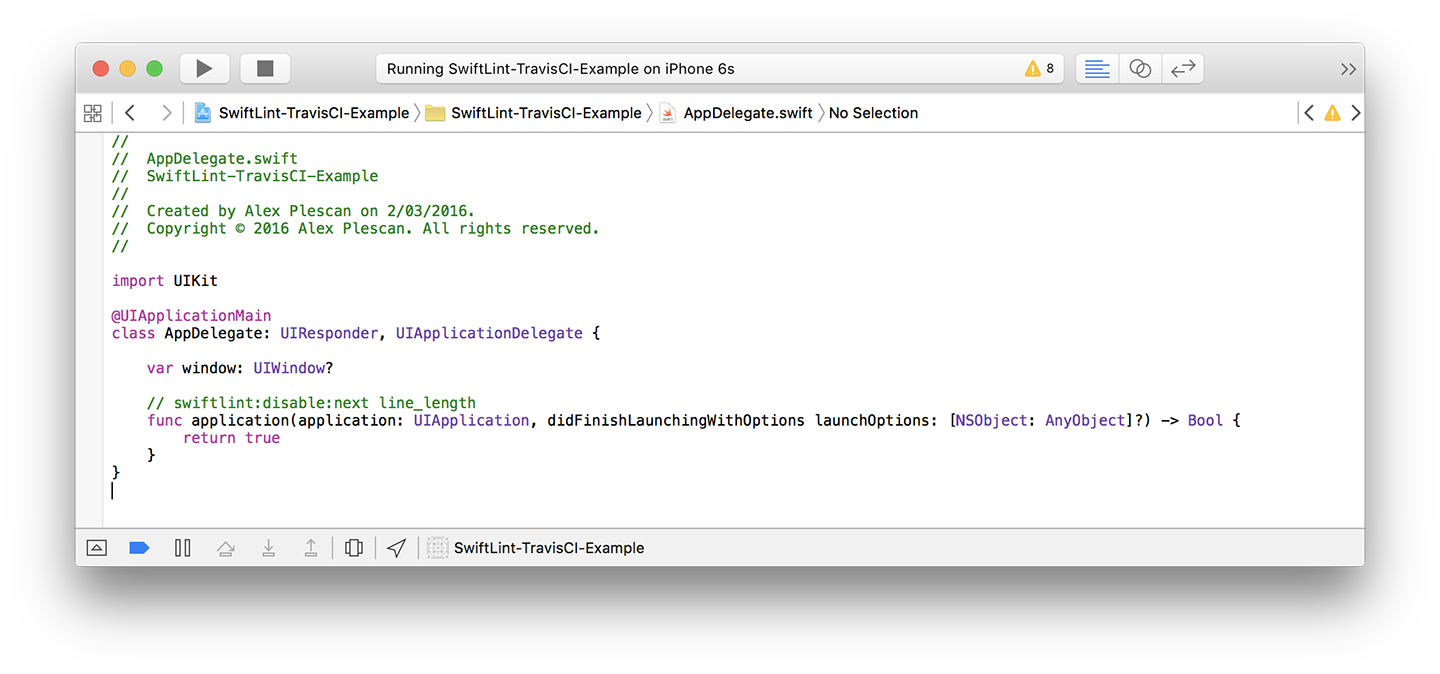 Running SwiftLint-TravisCI-Example on iPhone 6s 8
SwiftLint-TravisCI-Example SwiftLint-TravisCI-Example AppDelegate.swift No Selection
//
//  AppDelegate.swift
//  SwiftLint-TravisCI-Example
//
//  Created by Alex Plescan on 2/03/2016.
//  Copyright © 2016 Alex Plescan. All rights reserved.
//
import UIKit
@UIApplicationMain
class AppDelegate: UIResponder, UIApplicationDelegate {
    var window: UIWindow?
    // swiftlint:disable:next line_length
    func application(application: UIApplication, didFinishLaunchingWithOptions launchOptions: [NSObject: AnyObject]?) -> Bool {
        return true
    }
}
SwiftLint-TravisCI-Example